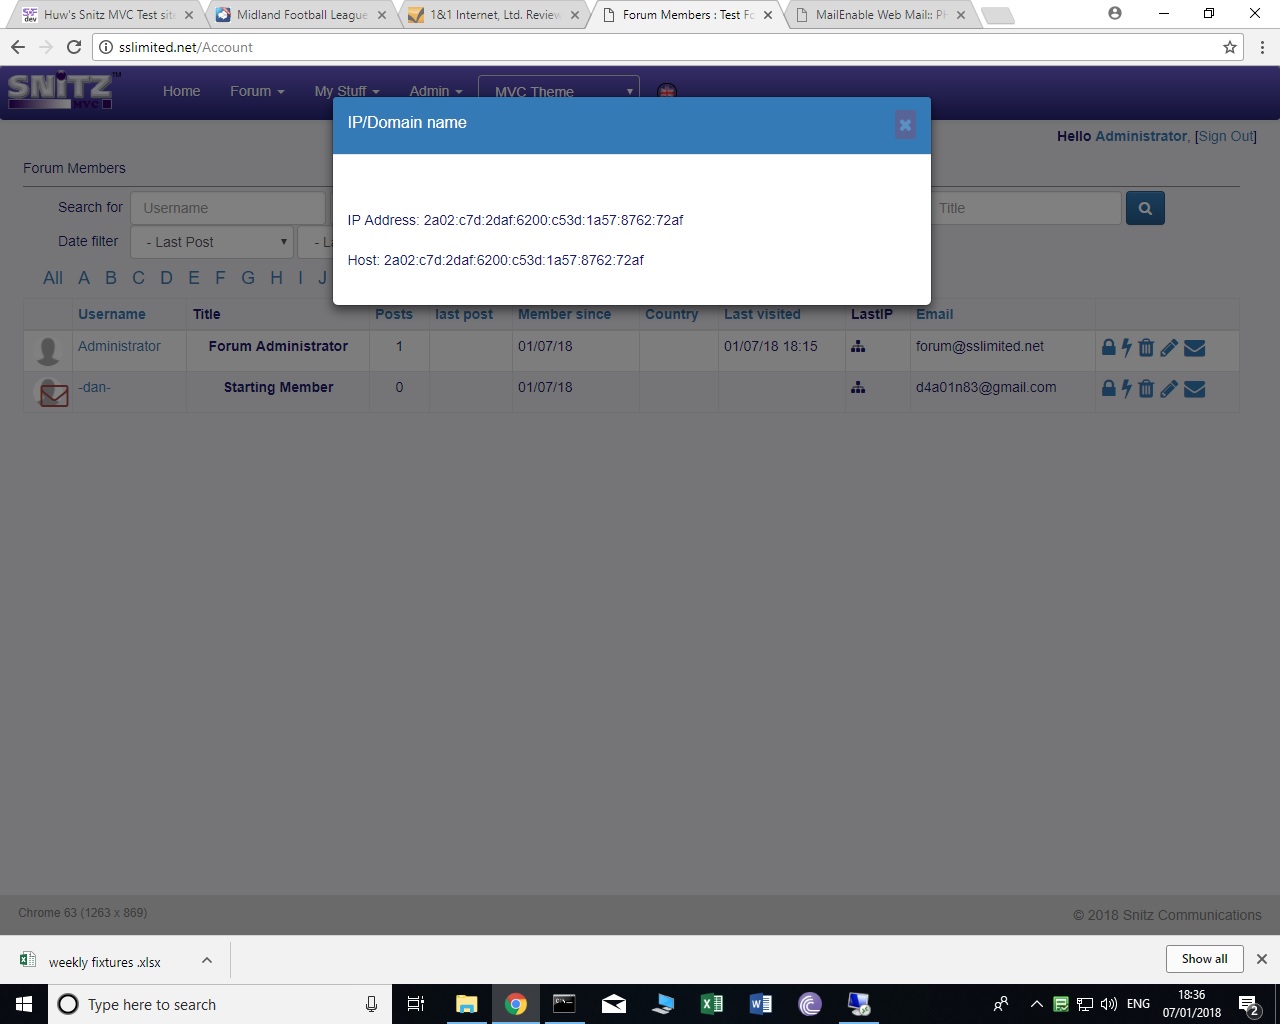 Huw's Snitz MVC Test site
Midland Football League
1&1 Internet, Ltd. Review
Forum Members : Test Fo
MailEnable Web Mail:: P
sslimited.net/Account
SNiTZ™
MVC
Home
Forum
My Stuff
Admin
MVC Theme
Hello Administrator, [Sign Out]
IP/Domain name
IP Address: 2a02:c7d:2daf:6200:c53d:1a57:8762:72af
Host: 2a02:c7d:2daf:6200:c53d:1a57:8762:72af
Forum Members
Search for
Username
Title
Date filter
- Last Post
- La
All A B C D E F G H I J
Username Title Posts last post Member since Country Last visited LastIP Email
Administrator Forum Administrator 1 01/07/18 01/07/18 18:15 forum@sslimited.net
-dan- Starting Member 0 01/07/18 d4a01n83@gmail.com
Chrome 63 (1263 x 869)
© 2018 Snitz Communications
weekly fixtures .xlsx
Show all
Type here to search
ENG
18:36
07/01/2018
2